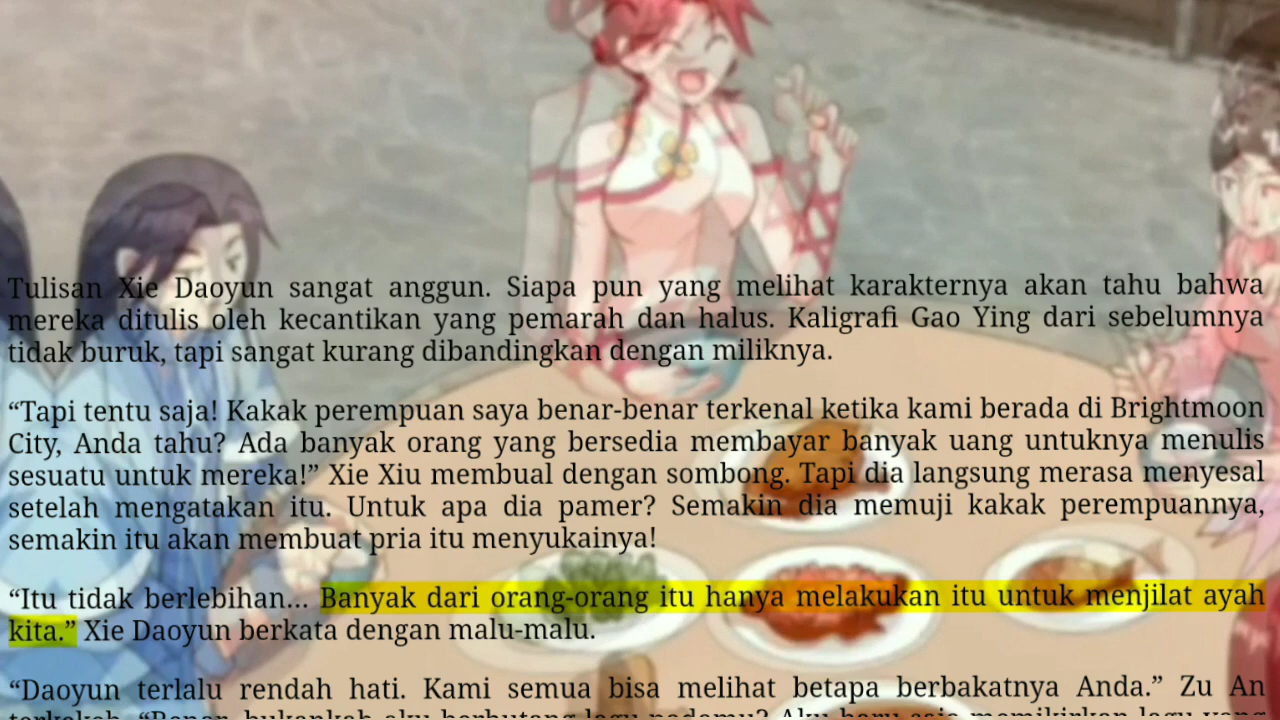 Tulisan Xie Daoyun sangat anggun. Siapa pun yang melihat karakternya akan tahu bahwa
mereka ditulis oleh kecantikan yang pemarah dan halus. Kaligrafi Gao Ying dari sebelumnya
tidak buruk, tapi sangat kurang dibandingkan dengan miliknya.
“Tapi tentu saja! Kakak perempuan saya benar-benar terkenal ketika kami berada di Brightmoon
City, Anda tahu? Ada banyak orang yang bersedia membayar banyak uang untuknya menulis
sesuatu untuk mereka!” Xie Xiu membual dengan sombong. Tapi dia langsung merasa menyesal
setelah mengatakan itu. Untuk apa dia pamer? Semakin dia memuji kakak perempuannya,
semakin itu akan membuat pria itu menyukainya!
“Itu tidak berlebihan... Banyak dari orang-orang itu hanya melakukan itu untuk menjilat ayah
kita.” Xie Daoyun berkata dengan malu-malu.
“Daoyun terlalu rendah hati. Kami semua bisa melihat betapa berbakatnya Anda.” Zu An